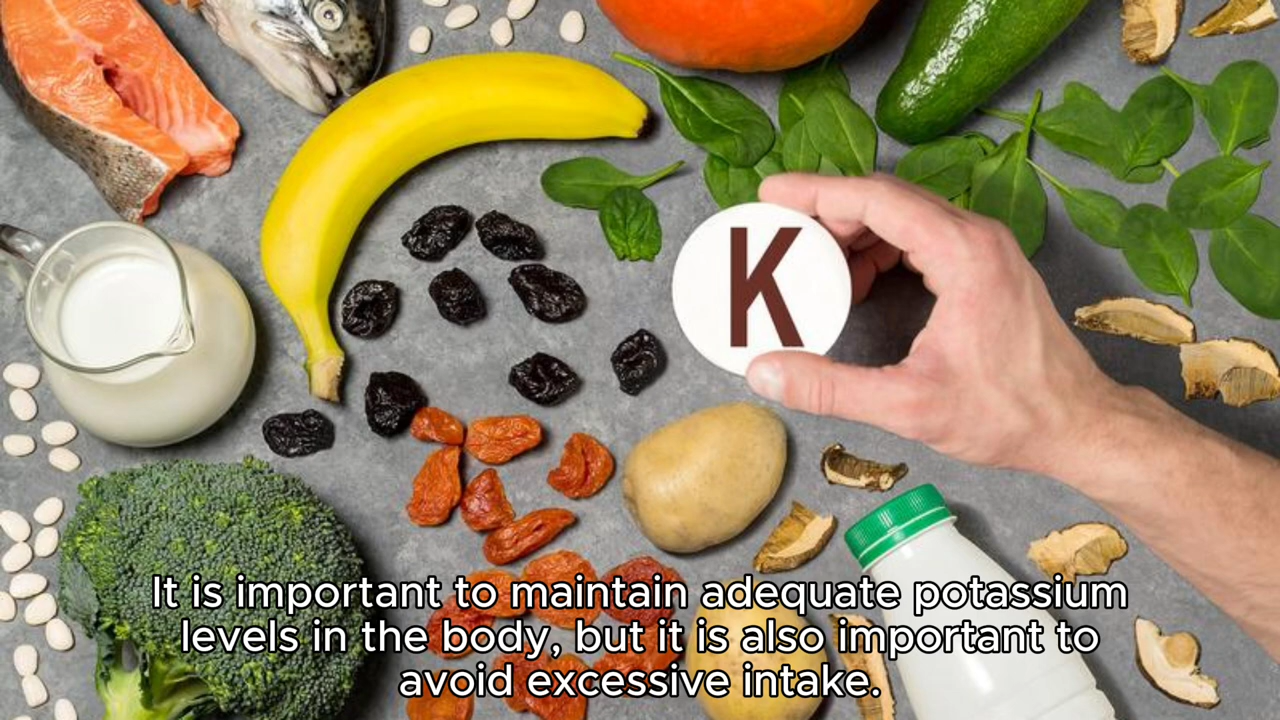 K
It is important to maintain adequate potassium
levels in the body, but it is also important to
avoid excessive intake.